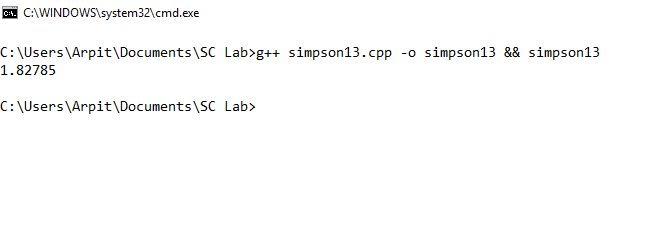 C:\WINDOWS\system32\cmd.exe
C:\Users\Arpit\Documents\SC Lab>g++ simpson13.cpp -o simpson13 && simpson13
1.82785
C:\Users\Arpit\Documents\SC Lab>